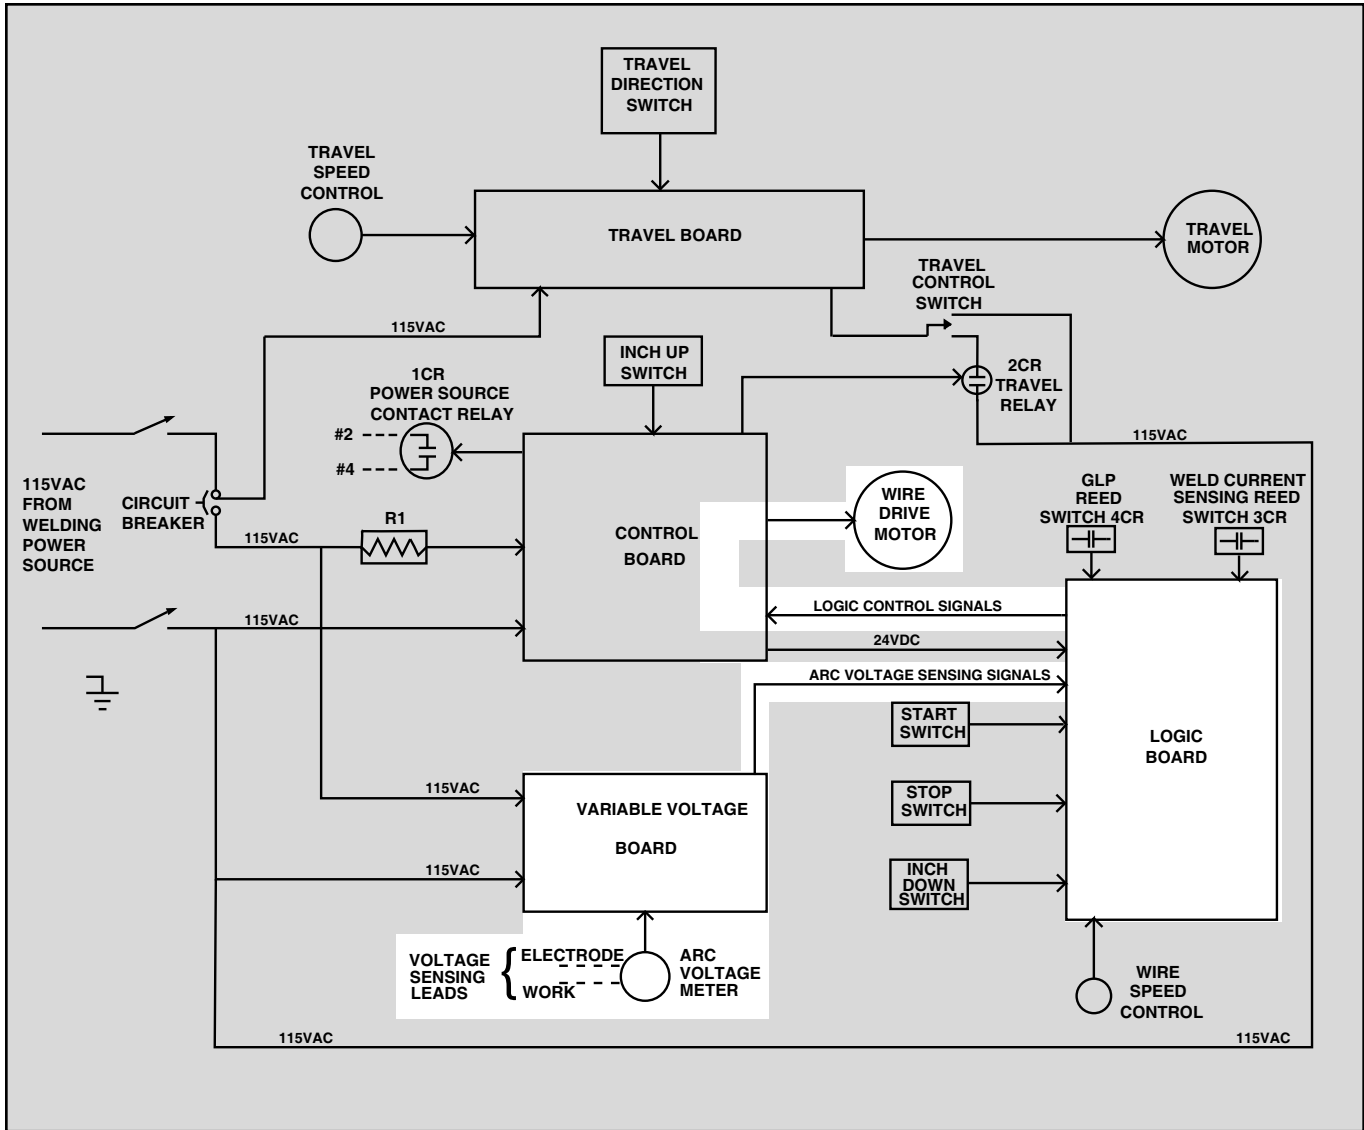 TRAVEL
DIRECTION
SWITCH
TRAVEL
SPEED
CONTROL
TRAVEL BOARD
TRAVEL
MOTOR
TRAVEL
CONTROL
SWITCH
115VAC
INCH UP
SWITCH
1CR
POWER SOURCE
CONTACT RELAY
#2
#4
2CR
TRAVEL
RELAY
115VAC
115VAC
FROM
WELDING
POWER
SOURCE
CIRCUIT
BREAKER
115VAC
R1
CONTROL
BOARD
WIRE
DRIVE
MOTOR
GLP
REED
SWITCH 4CR
WELD CURRENT
SENSING REED
SWITCH 3CR
115VAC
LOGIC CONTROL SIGNALS
24VDC
ARC VOLTAGE SENSING SIGNALS
START
SWITCH
LOGIC
BOARD
115VAC
STOP
SWITCH
VARIABLE VOLTAGE
BOARD
115VAC
INCH
DOWN
SWITCH
VOLTAGE
SENSING
LEADS
{
ELECTRODE
WORK
ARC
VOLTAGE
METER
WIRE
SPEED
CONTROL
115VAC
115VAC